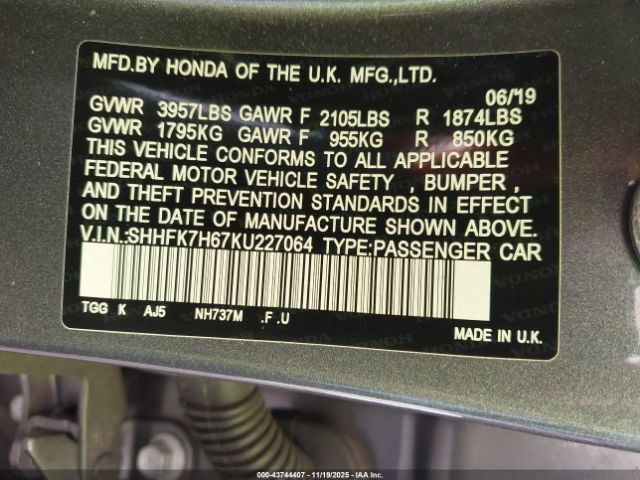 MFD.BY HONDA OF THE U.K. MFG.,LTD.
06/'19
GVWR 3957LBS GAWR F 2105LBS R 1874LBS
GVWR 1795KG GAWR F 955KG R 850KG
THIS VEHICLE CONFORMS TO ALL APPLICABLE
FEDERAL MOTOR VEHICLE SAFETY , BUMPER ,
AND THEFT PREVENTION STANDARDS IN EFFECT
ON THE DATE OF MANUFACTURE SHOWN ABOVE.
V.I.N.:SHHFK7H67KU227064 TYPE:PASSENGER CAR
TGG K AJ5 NH737M .F .U
MADE IN U.K.
000-43744407 - 11/19/2025 - IAAI.COM